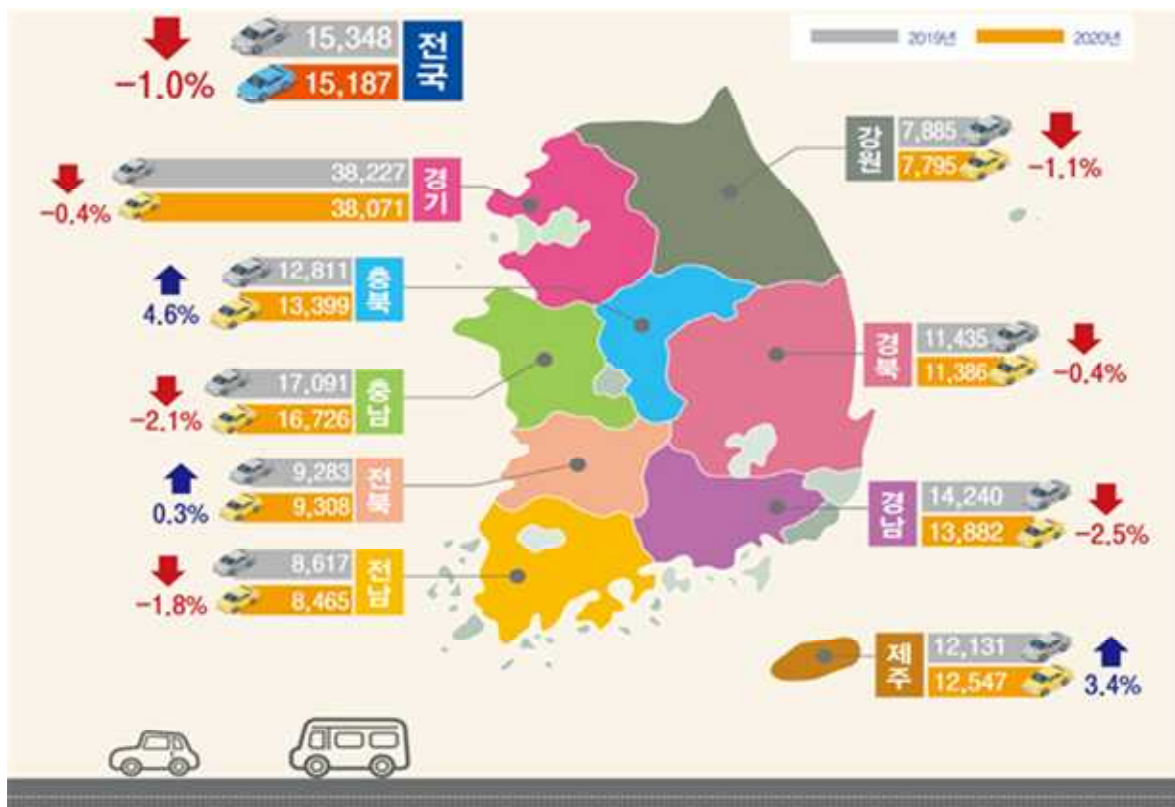 15,348
15,187
전국
-1.0%
2019년
2020년
38,227
38,071
경기
-0.4%
7,885
7,795
강원
-1.1%
12,811
13,399
충북
4.6%
11,435
11,386
경북
-0.4%
17,091
16,726
충남
-2.1%
9,283
9,308
전북
0.3%
14,240
13,882
경남
-2.5%
8,617
8,465
전남
-1.8%
12,131
12,547
제주
3.4%